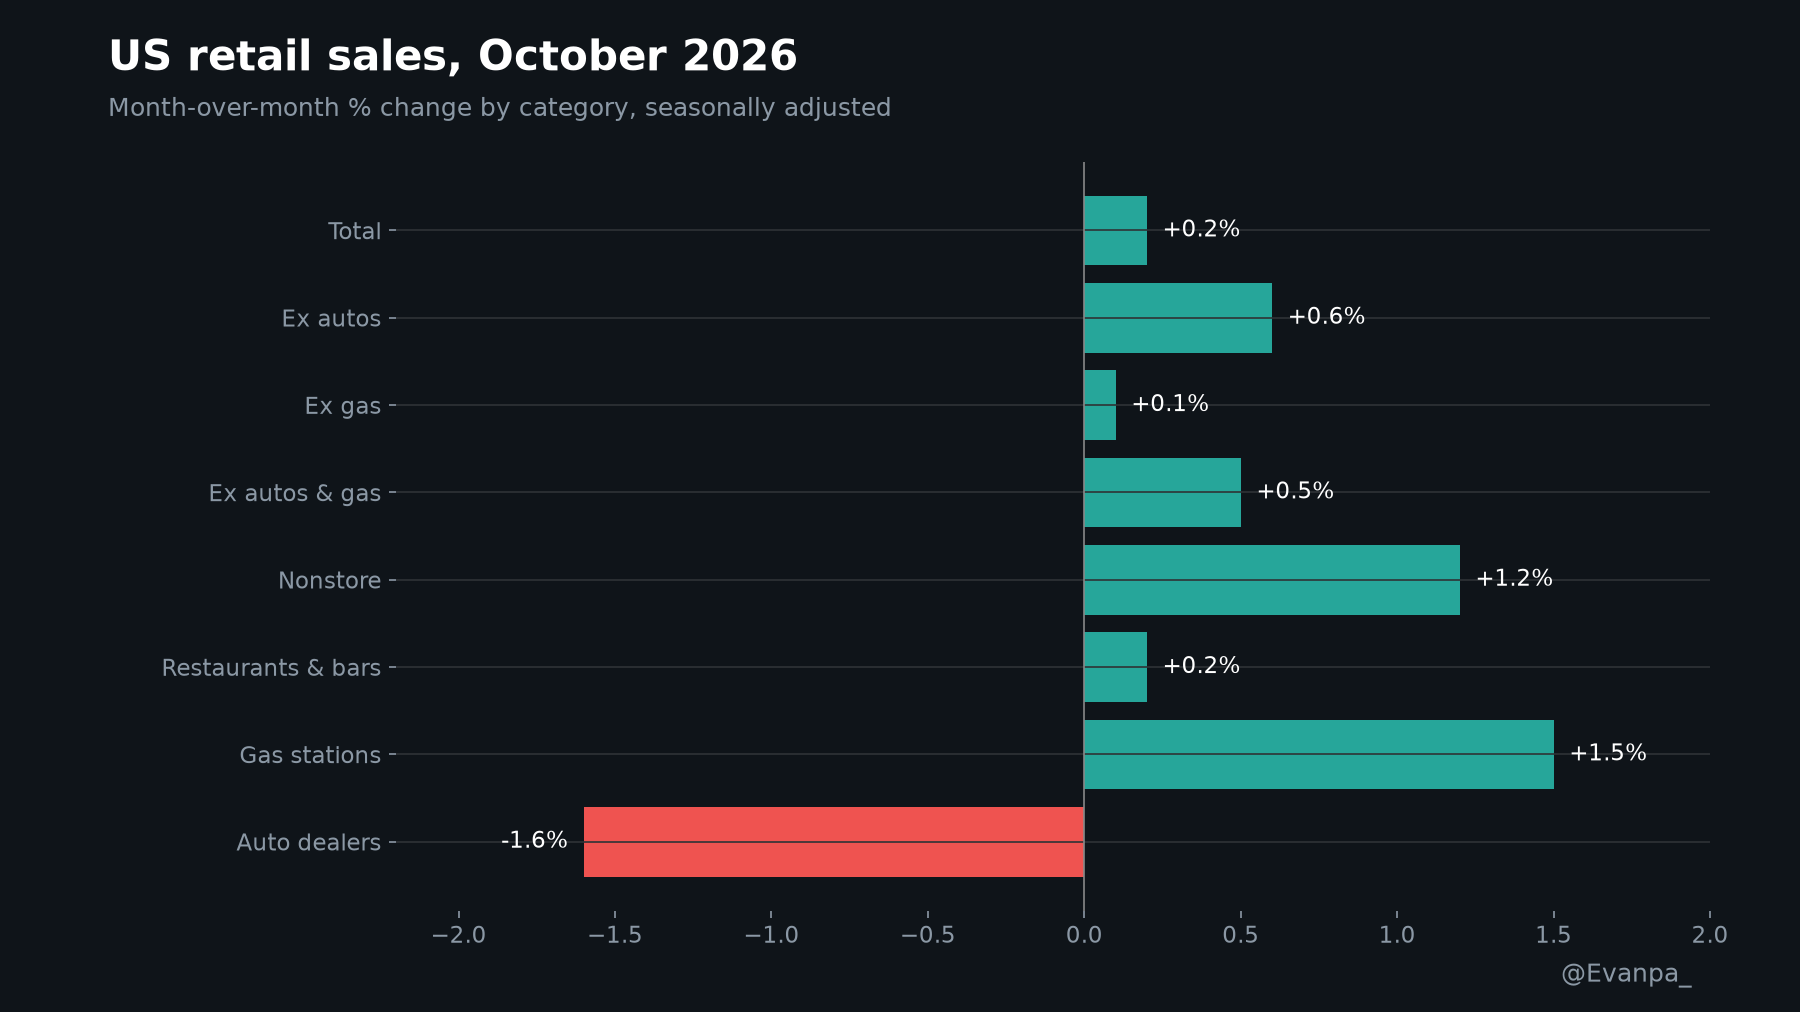 US retail sales, October 2026
Month-over-month % change by category, seasonally adjusted
Total +0.2%
Ex autos +0.6%
Ex gas +0.1%
Ex autos & gas +0.5%
Nonstore +1.2%
Restaurants & bars +0.2%
Gas stations +1.5%
Auto dealers -1.6%
−2.0 −1.5 −1.0 −0.5 0.0 0.5 1.0 1.5 2.0
@Evanpa_